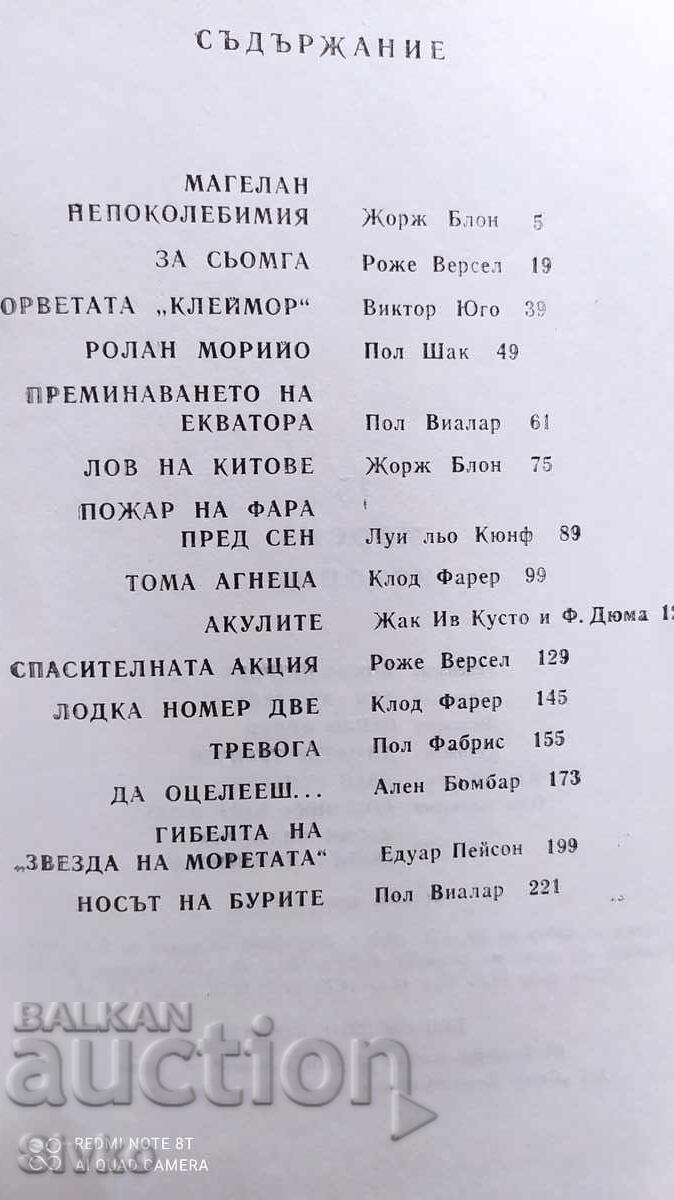 СЪДЪРЖАНИЕ
МАГЕЛАН
НЕПОКОЛЕБИМИЯ Жорж Блон 5
ЗА СЬОМГА Роже Версел 19
ОРВЕТАТА „КЛЕЙМОР“ Виктор Юго 39
РОЛАН МОРИЙО Пол Шак 49
ПРЕМИНАВАНЕТО НА
ЕКВАТОРА Пол Виалар 61
ЛОВ НА КИТОВЕ Жорж Блон 75
ПОЖАР НА ФАРА
ПРЕД СЕН Луи льо Кюнф 89
ТОМА АГНЕЦА Клод Фарер 99
АКУЛИТЕ Жак Ив Кусто и Ф. Дюма 12
СПАСИТЕЛНАТА АКЦИЯ Роже Версел 129
ЛОДКА НОМЕР ДВЕ Клод Фарер 145
ТРЕВОГА Пол Фабрис 155
ДА ОЦЕЛЕЕШ... Ален Бомбар 173
ГИБЕЛТА НА
„ЗВЕЗДА НА МОРЕТАТА“ Едуар Пейсон 199
НОСЪТ НА БУРИТЕ Пол Виалар 221
BALKAN
auction
REDMI NOTE 8T
AI QUAD CAMERA